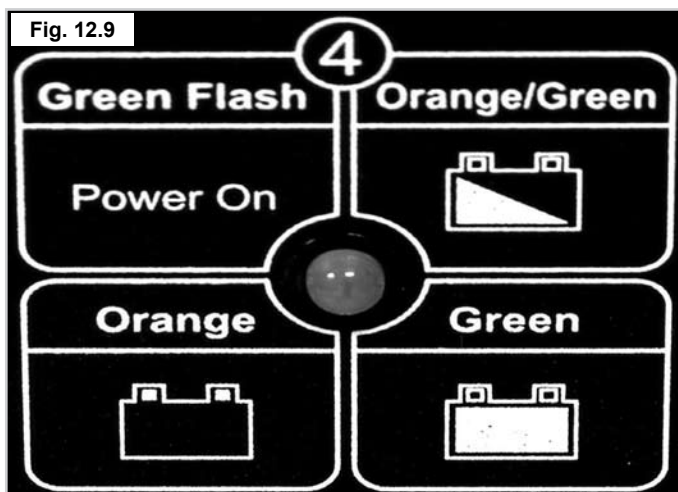 Fig. 12.9
4
Green Flash
Orange/Green
Power On
Orange
Green